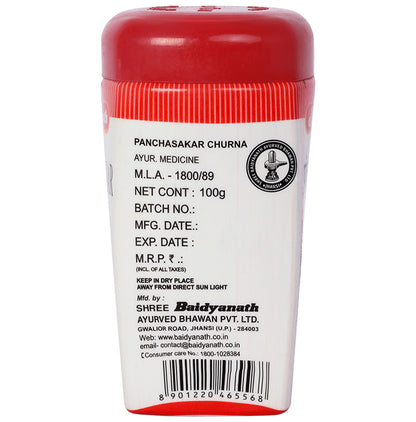 PANCHASAKAR CHURNA
AYUR. MEDICINE
M.L.A. - 1800/89
NET CONT : 100g
BATCH NO.:
MFG. DATE.:
EXP. DATE :
M.R.P. ₹ .:
(INCL. OF ALL TAXES)
KEEP IN DRY PLACE
AWAY FROM DIRECT SUN LIGHT
Mfd. by :
SHREE Baidyanath
AYURVED BHAWAN PVT. LTD.
GWALIOR ROAD, JHANSI (U.P.) - 284003
Web: www.baidyanath.co.in
email- contact@baidyanath.co.in
Consumer care No.: 1800-1028384
8 901220 465568